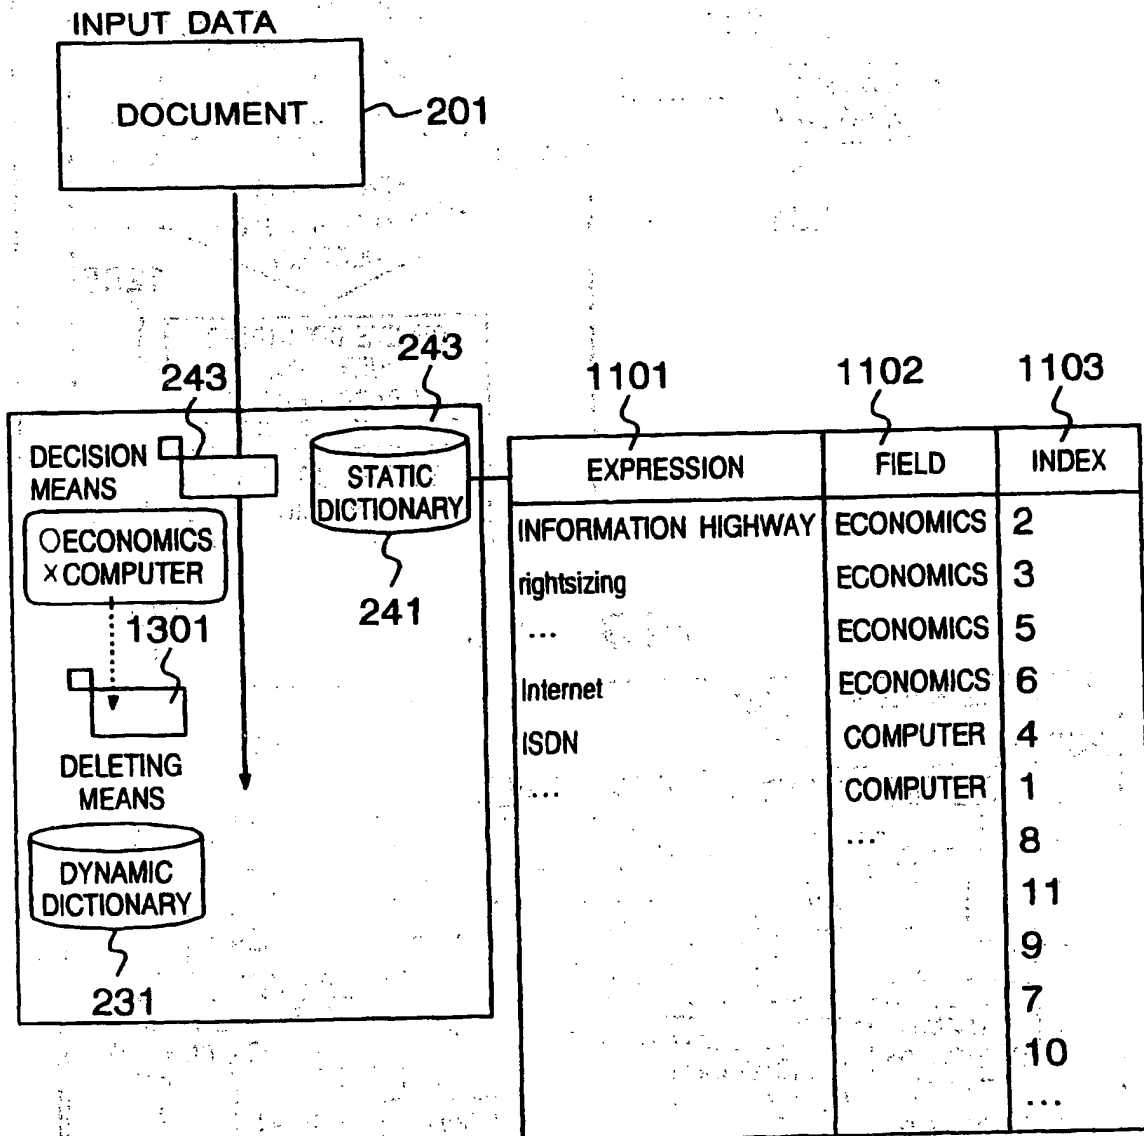 INPUT DATA
DOCUMENT
201
243
243
1101
1102
1103
DECISION
MEANS
STATIC
DICTIONARY
241
○ECONOMICS
×COMPUTER
1301
DELETING
MEANS
DYNAMIC
DICTIONARY
231
EXPRESSION FIELD INDEX
INFORMATION HIGHWAY ECONOMICS 2
rightsizing ECONOMICS 3
... ECONOMICS 5
Internet ECONOMICS 6
ISDN COMPUTER 4
... COMPUTER 1
... 8
11
9
7
10
...